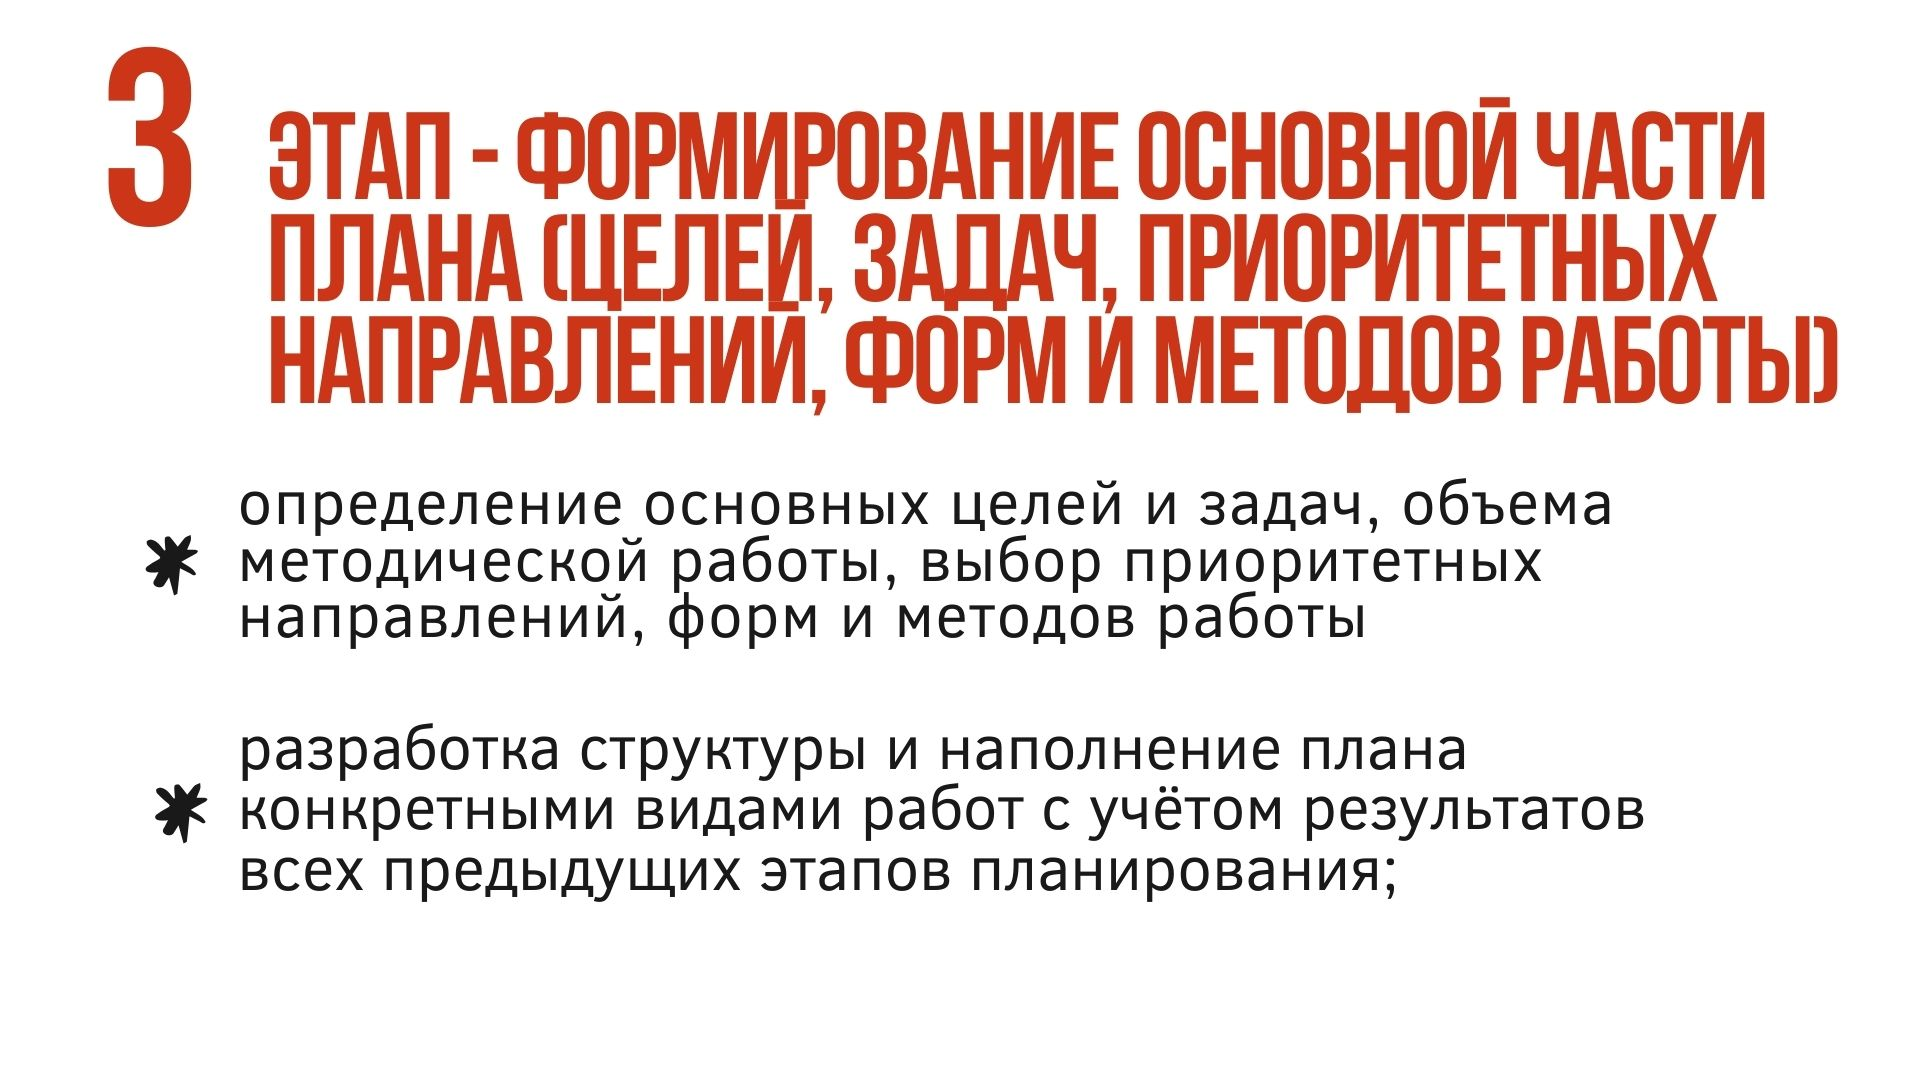 3
ЭТАП - ФОРМИРОВАНИЕ ОСНОВНОЙ ЧАСТИ
ПЛАНА (ЦЕЛЕЙ, ЗАДАЧ, ПРИОРИТЕТНЫХ
НАПРАВЛЕНИЙ, ФОРМ И МЕТОДОВ РАБОТЫ)
определение основных целей и задач, объема
методической работы, выбор приоритетных
направлений, форм и методов работы
разработка структуры и наполнение плана
конкретными видами работ с учётом результатов
всех предыдущих этапов планирования;